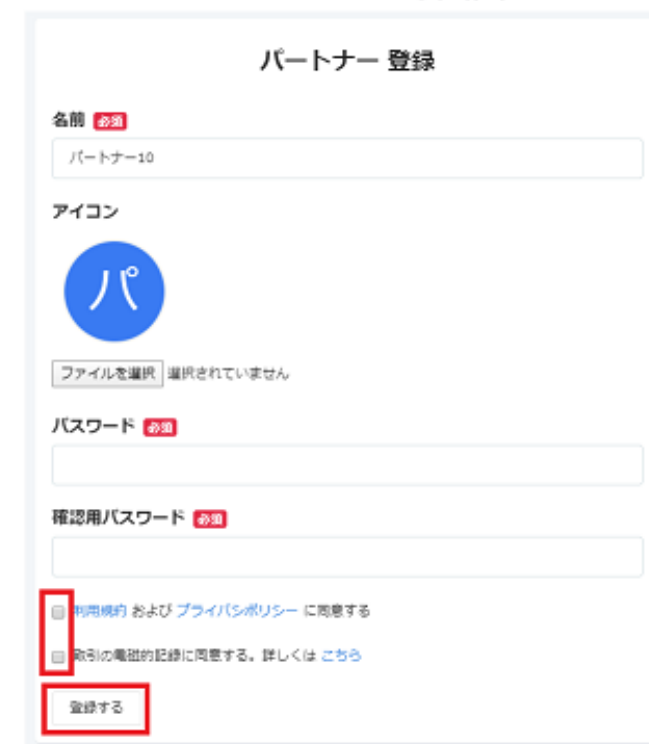 パートナー 登録
名前 必須
パートナー10
アイコン
パ
ファイルを選択 選択されていません
パスワード 必須
確認用パスワード 必須
利用規約 および プライバシポリシー に同意する
取引の電磁的記録に同意する。詳しくは こちら
登録する